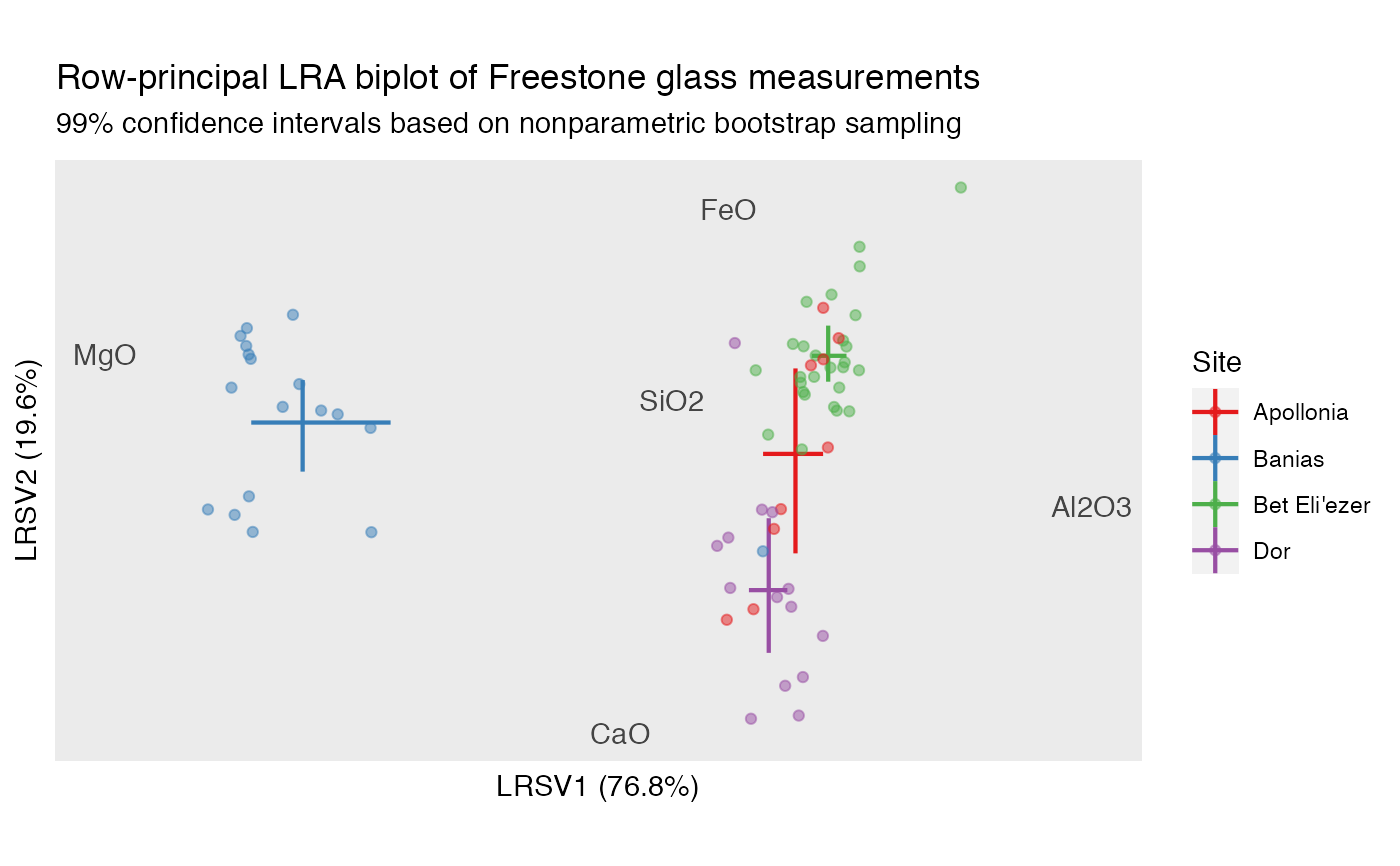 Row-principal LRA biplot of Freestone glass measurements
99% confidence intervals based on nonparametric bootstrap sampling
FeO
MgO
SiO2
Al2O3
CaO
LRSV2 (19.6%)
LRSV1 (76.8%)
Site
Apollonia
Banias
Bet Eli'ezer
Dor